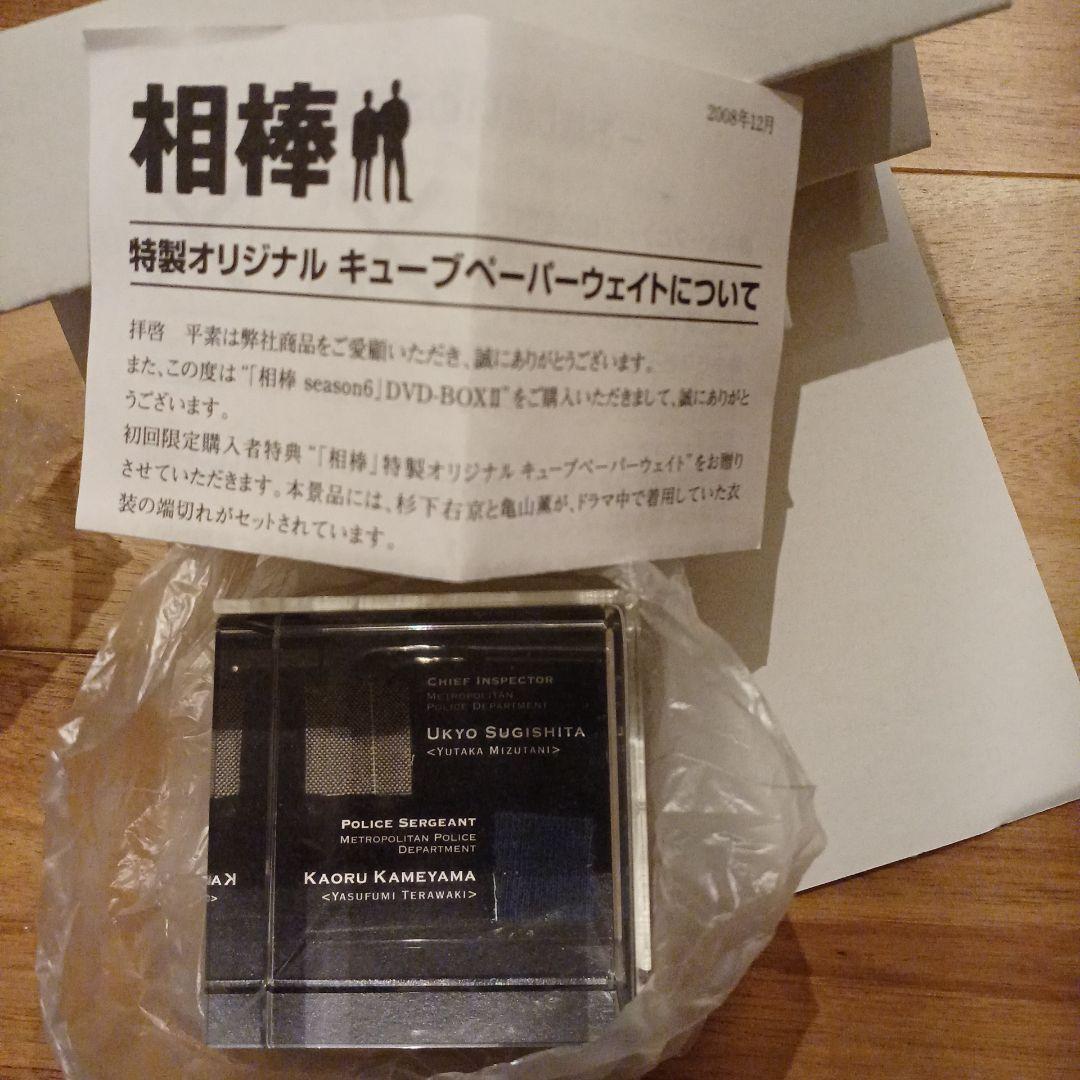 相棒
2008年12月
特製オリジナル キューブペーパーウェイトについて
拝啓　平素は弊社商品をご愛顧いただき、誠にありがとうございます。
また、この度は“「相棒 season6」DVD-BOXⅡ”をご購入いただきまして、誠にありがと
うございます。
初回限定購入者特典“「相棒」特製オリジナル キューブペーパーウェイト”をお贈り
させていただきます。本景品には、杉下右京と亀山薫が、ドラマ中で着用していた衣
装の端切れがセットされています。
CHIEF INSPECTOR
METROPOLITAN
POLICE DEPARTMENT
UKYO SUGISHITA
<YUTAKA MIZUTANI>
POLICE SERGEANT
METROPOLITAN POLICE
DEPARTMENT
KAORU KAMEYAMA
<YASUFUMI TERAWAKI>